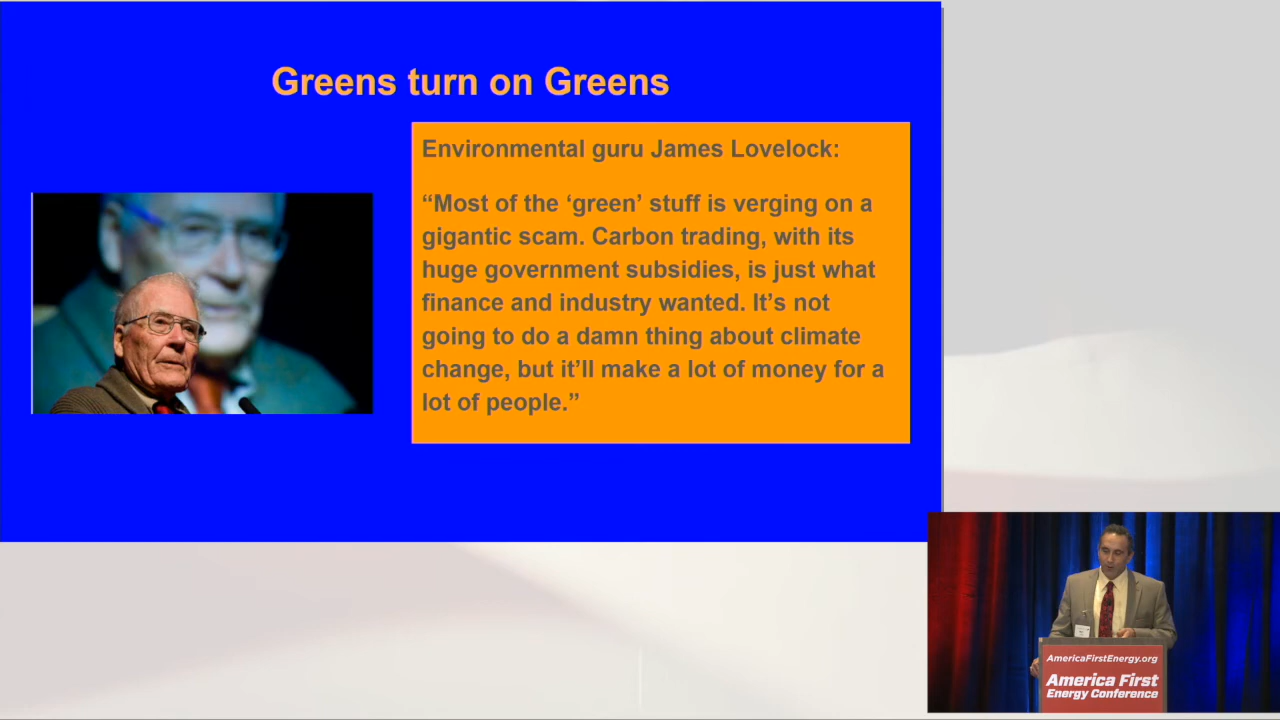 Greens turn on Greens
Environmental guru James Lovelock:
“Most of the ‘green’ stuff is verging on a
gigantic scam. Carbon trading, with its
huge government subsidies, is just what
finance and industry wanted. It’s not
going to do a damn thing about climate
change, but it’ll make a lot of money for a
lot of people.”
AmericaFirstEnergy.org
America First
Energy Conference